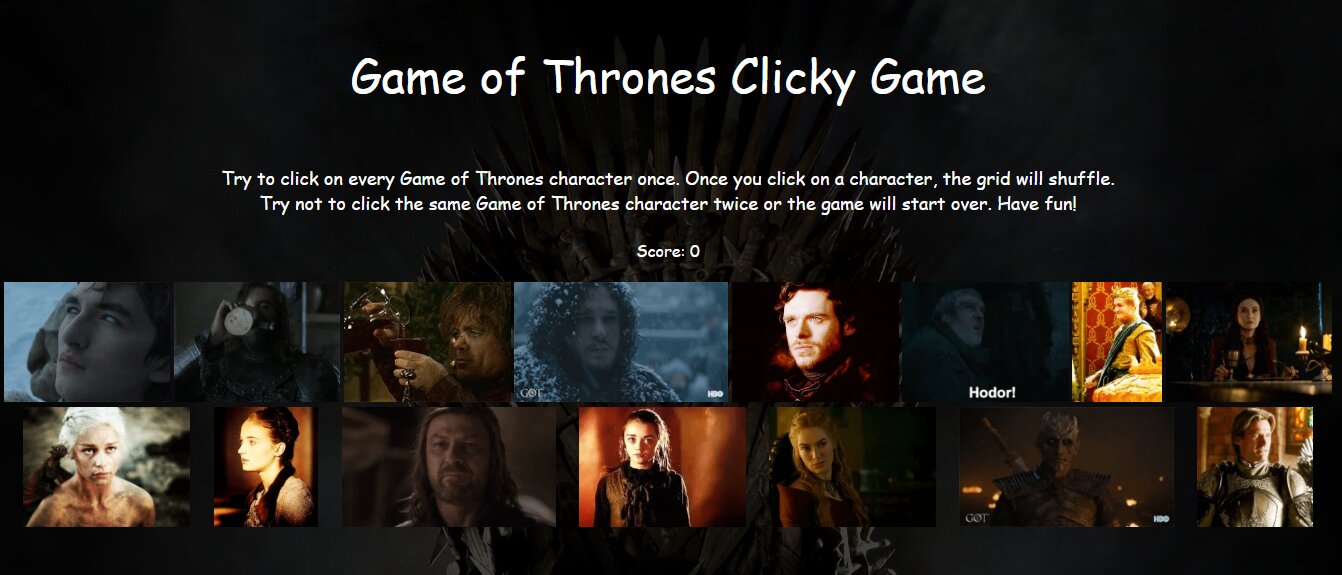 Game of Thrones Clicky Game
Try to click on every Game of Thrones character once. Once you click on a character, the grid will shuffle.
Try not to click the same Game of Thrones character twice or the game will start over. Have fun!
Score: 0
GOT
HBO
Hodor!
GOT
HBO